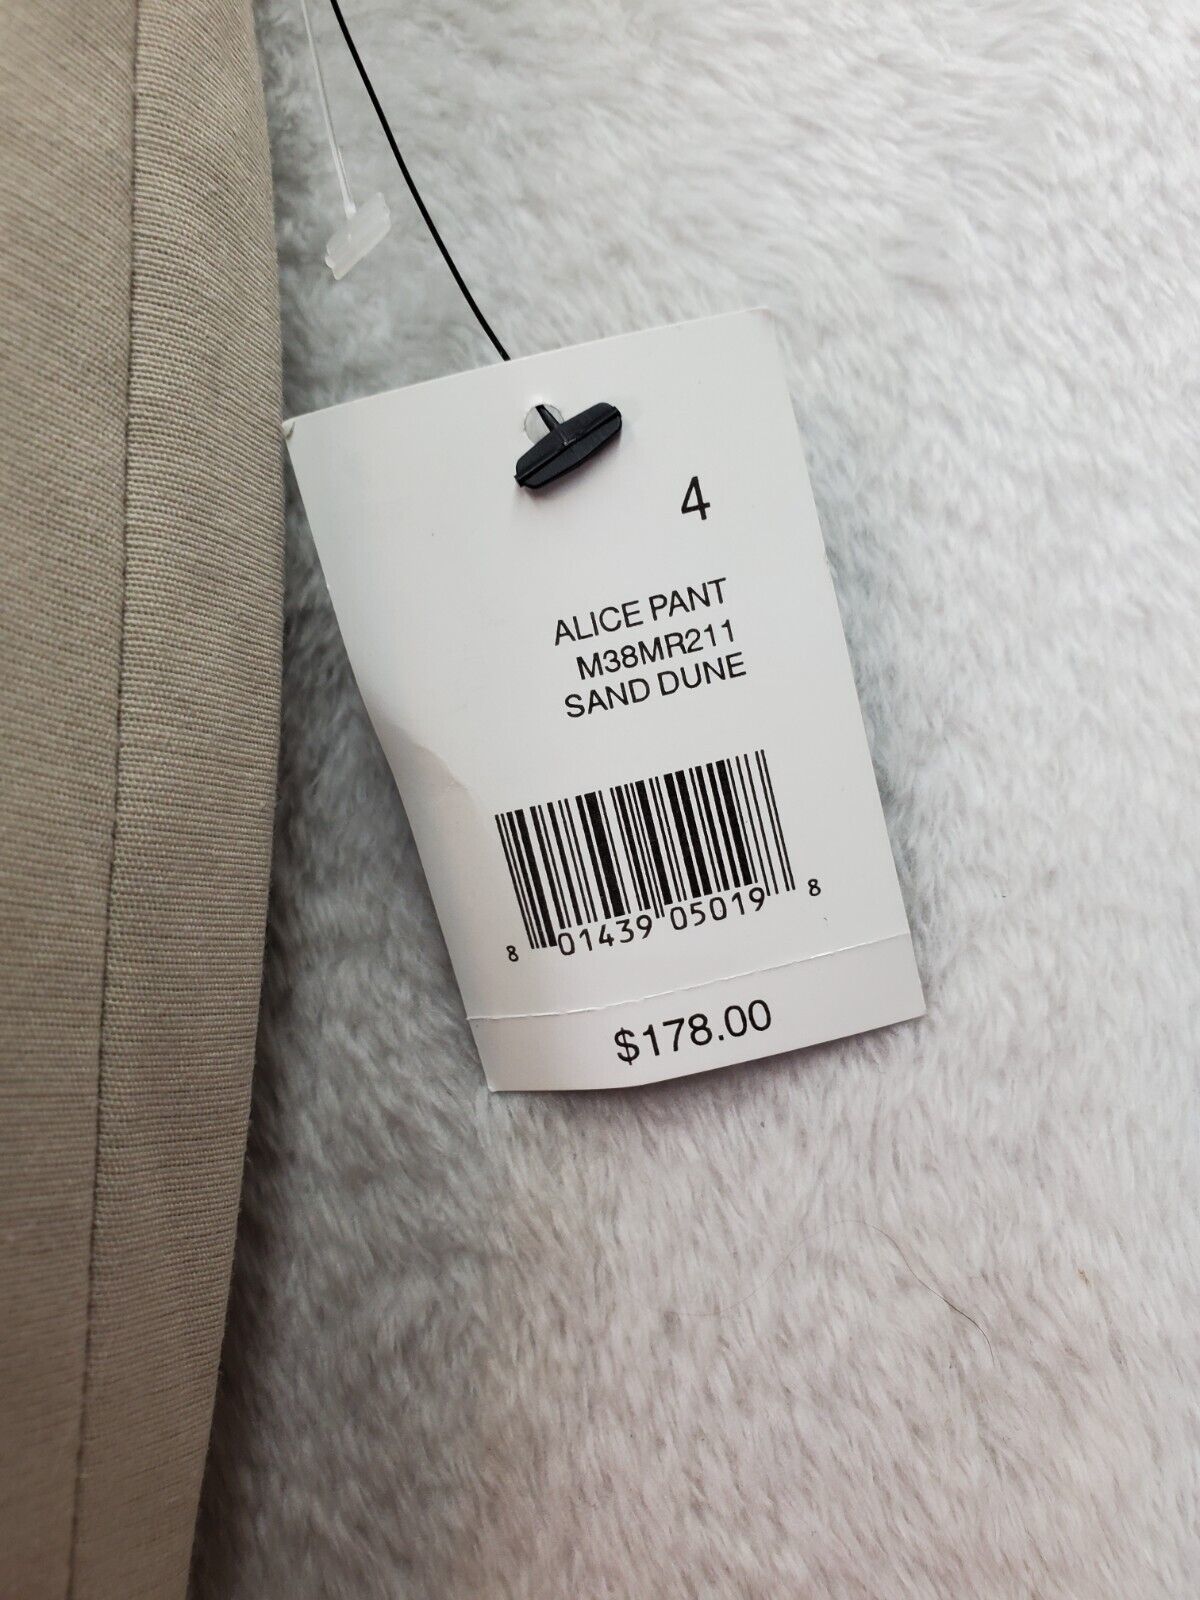 4
ALICE PANT
M38MR211
SAND DUNE
8 01439 05019 8
$178.00